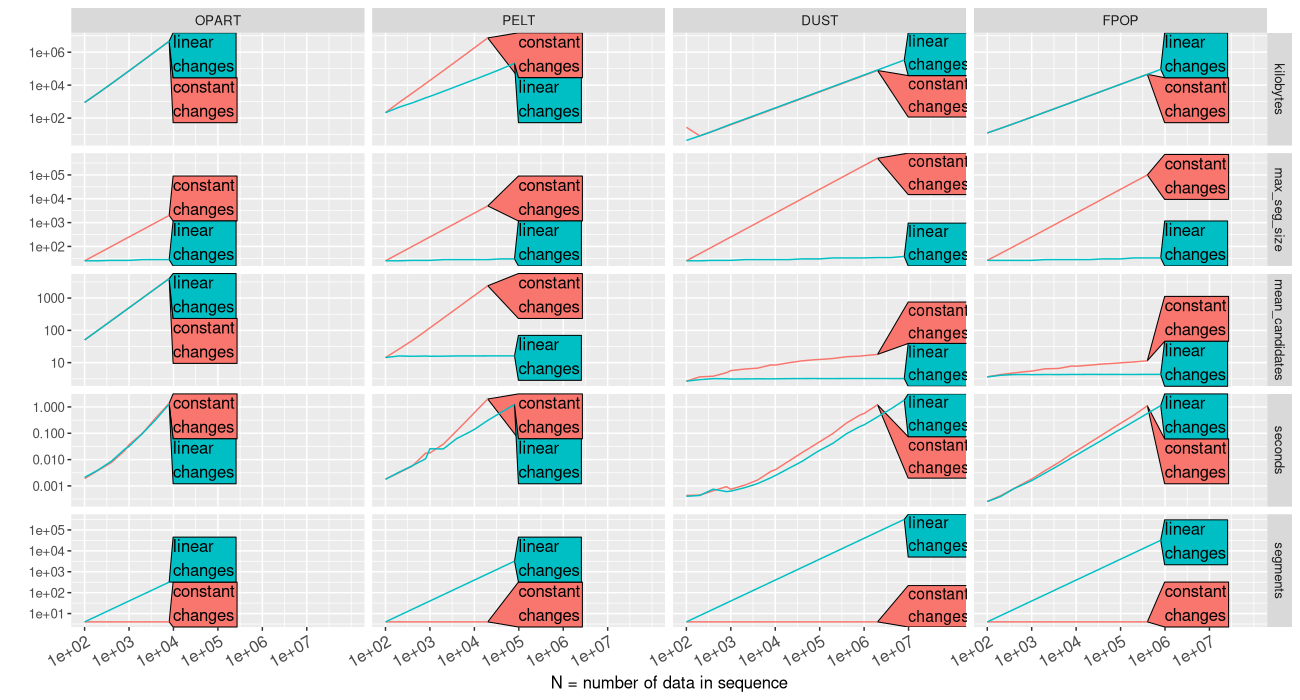 OPART PELT DUST FPOP
1e+06
1e+04
1e+02
linear
changes
constant
changes
constant
changes
linear
changes
linear
changes
constant
changes
linear
changes
constant
changes
kilobytes
1e+05
1e+04
1e+03
1e+02
constant
changes
linear
changes
constant
changes
linear
changes
constant
changes
linear
changes
constant
changes
linear
changes
max_seg_size
1000
100
10
linear
changes
constant
changes
constant
changes
linear
changes
constant
changes
linear
changes
constant
changes
linear
changes
mean_candidates
1.000
0.100
0.010
0.001
constant
changes
linear
changes
constant
changes
linear
changes
linear
changes
constant
changes
linear
changes
constant
changes
seconds
1e+05
1e+04
1e+03
1e+02
1e+01
linear
changes
constant
changes
linear
changes
constant
changes
linear
changes
constant
changes
linear
changes
constant
changes
segments
1e+02 1e+03 1e+04 1e+05 1e+06 1e+07 1e+02 1e+03 1e+04 1e+05 1e+06 1e+07 1e+02 1e+03 1e+04 1e+05 1e+06 1e+07 1e+02 1e+03 1e+04 1e+05 1e+06 1e+07
N = number of data in sequence